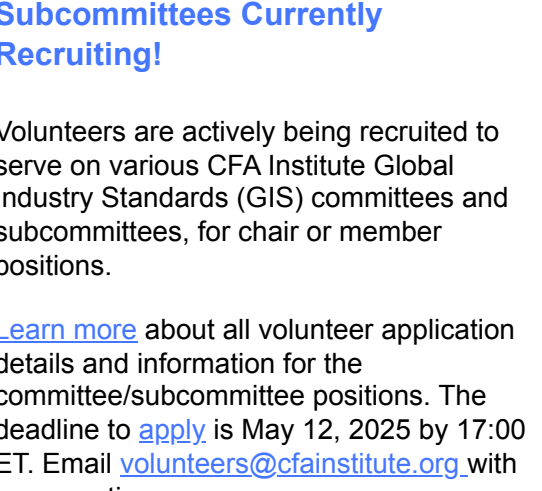 Subcommittees Currently
Recruiting!
Volunteers are actively being recruited to
serve on various CFA Institute Global
Industry Standards (GIS) committees and
subcommittees, for chair or member
positions.
Learn more about all volunteer application
details and information for the
committee/subcommittee positions. The
deadline to apply is May 12, 2025 by 17:00
ET. Email volunteers@cfainstitute.org with